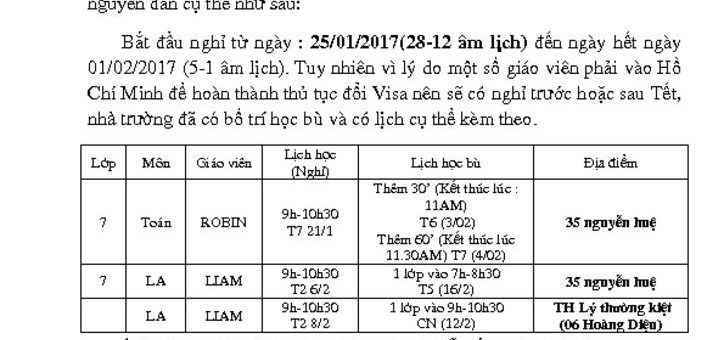 nguyên đán cụ thể như sau:
Bắt đầu nghỉ từ ngày : 25/01/2017(28-12 âm lịch) đến ngày hết ngày
01/02/2017 (5-1 âm lịch). Tuy nhiên vì lý do một số giáo viên phải vào Hồ
Chí Minh để hoàn thành thủ tục đổi Visa nên sẽ có nghỉ trước hoặc sau Tết,
nhà trường đã có bố trí học bù và có lịch cụ thể kèm theo.
Lớp Môn Giáo viên Lịch học (Nghỉ) Lịch học bù Địa điểm
7 Toán ROBIN 9h-10h30
T7 21/1
Thêm 30’ (Kết thúc lúc :
11AM)
T6 (3/02)
Thêm 60’ (Kết thúc lúc
11.30AM) T7 (4/02)
35 nguyễn huệ
7 LA LIAM 9h-10h30
T2 6/2
1 lớp vào 7h-8h30
T5 (16/2)
35 nguyễn huệ
LA LIAM 9h-10h30
T2 8/2
1 lớp vào 9h-10h30
CN (12/2)
TH Lý thường kiệt
(06 Hoàng Diệu)